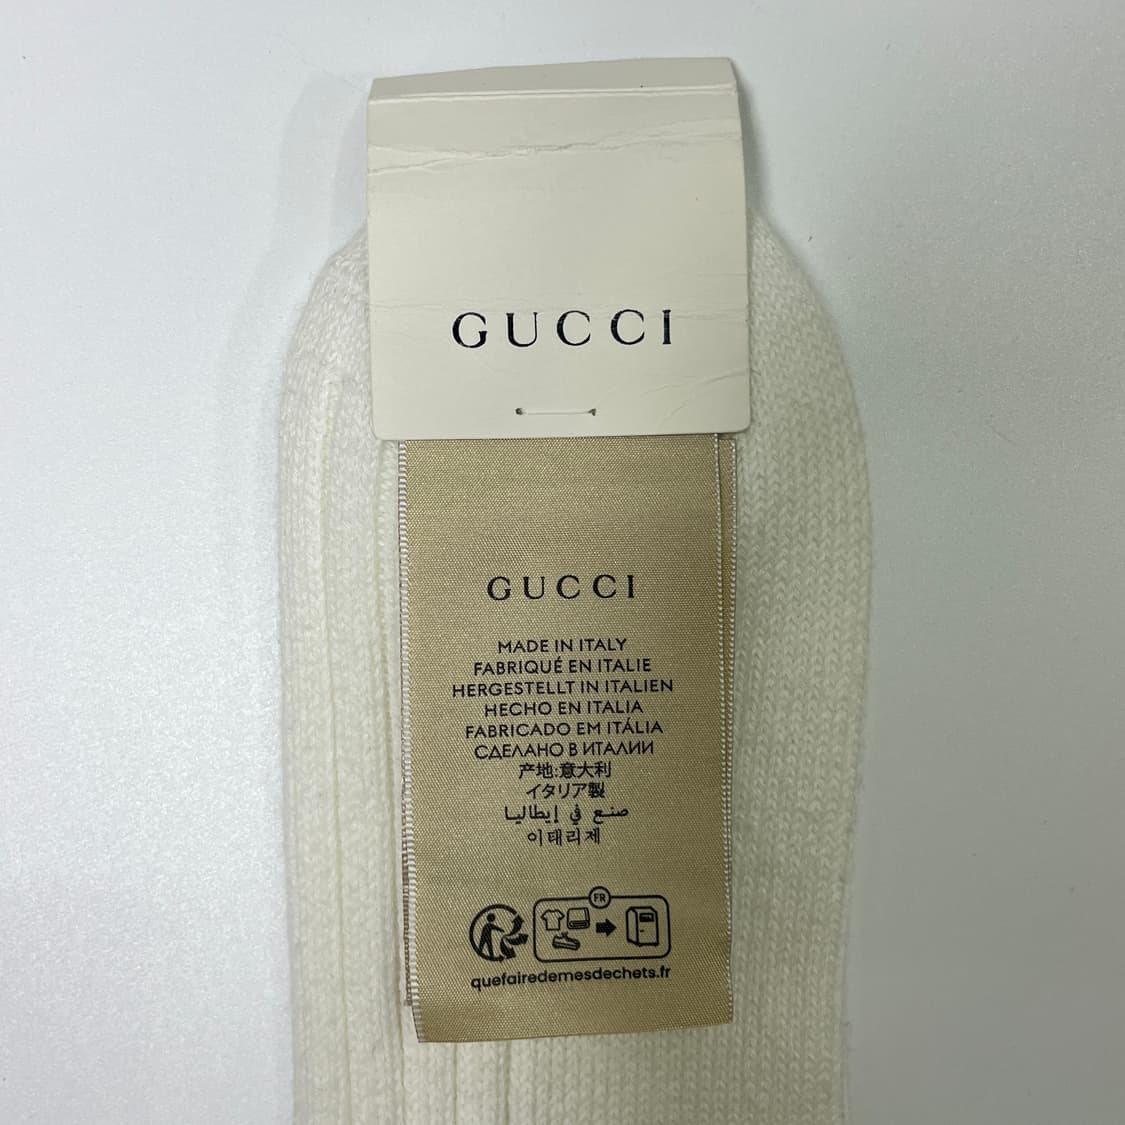 GUCCI
GUCCI
MADE IN ITALY
FABRIQUÉ EN ITALIE
HERGESTELLT IN ITALIEN
HECHO EN ITALIA
FABRICADO EM ITÁLIA
СДЕЛАНО В ИТАЛИИ
产地:意大利
イタリア製
صنع في إيطاليا
이태리제
FR
quefairedemesdechets.fr